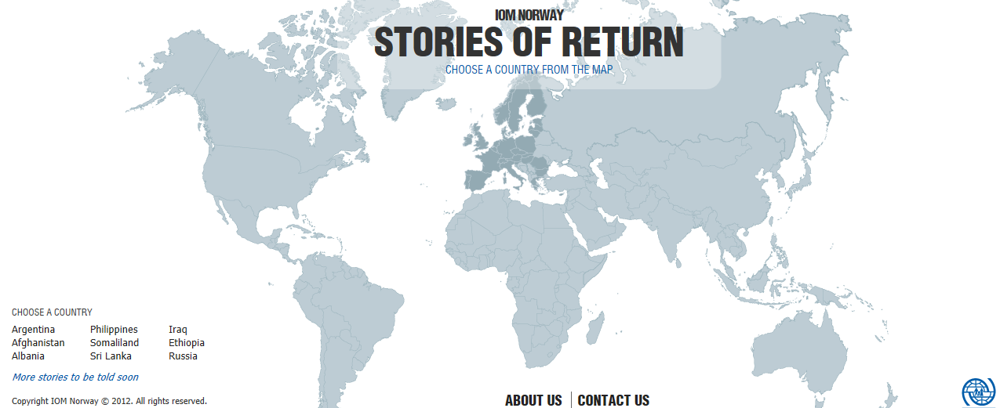 IOM NORWAY
STORIES OF RETURN
CHOOSE A COUNTRY FROM THE MAP
CHOOSE A COUNTRY
Argentina Philippines Iraq
Afghanistan Somaliland Ethiopia
Albania Sri Lanka Russia
More stories to be told soon
Copyright IOM Norway © 2012. All rights reserved.
ABOUT US | CONTACT US